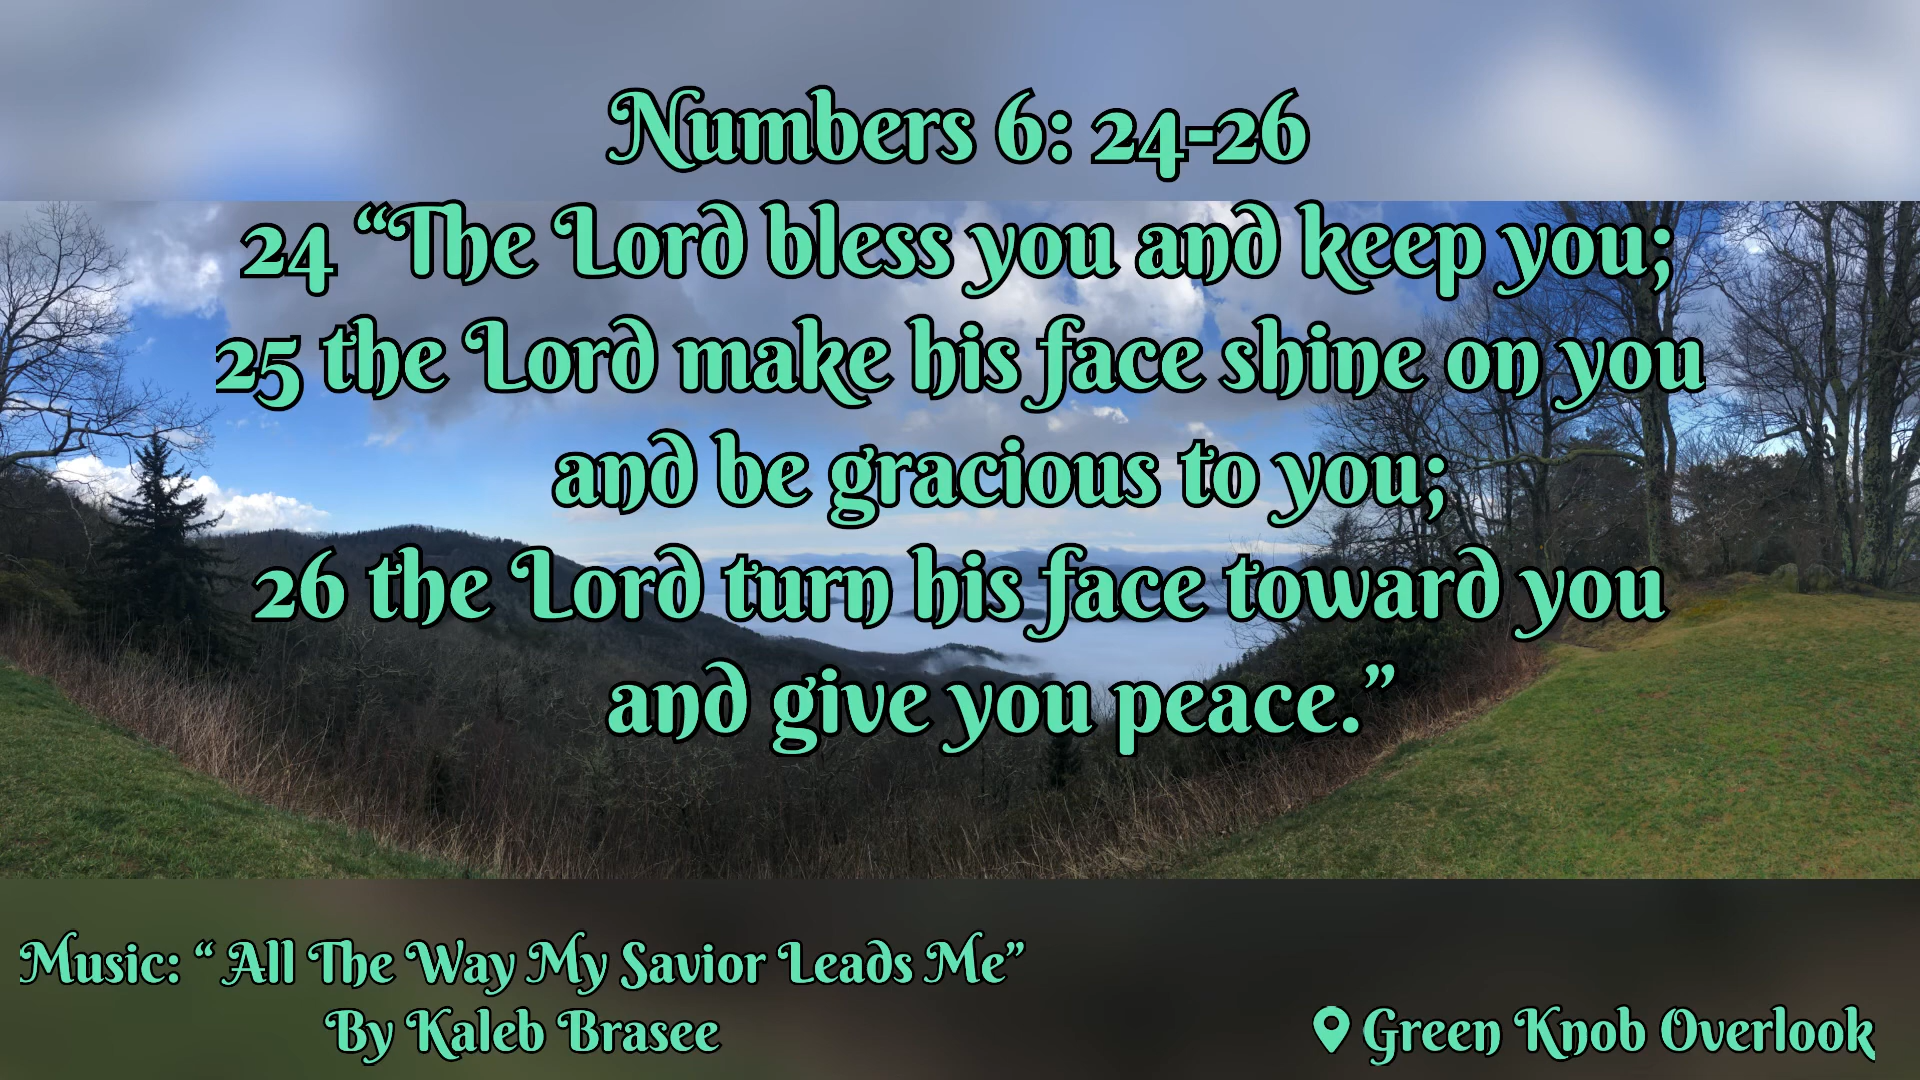 Numbers 6: 24-26
24 “The Lord bless you and keep you;
25 the Lord make his face shine on you
and be gracious to you;
26 the Lord turn his face toward you
and give you peace.”
Music: “ All The Way My Savior Leads Me”
By Kaleb Brasee
Green Knob Overlook